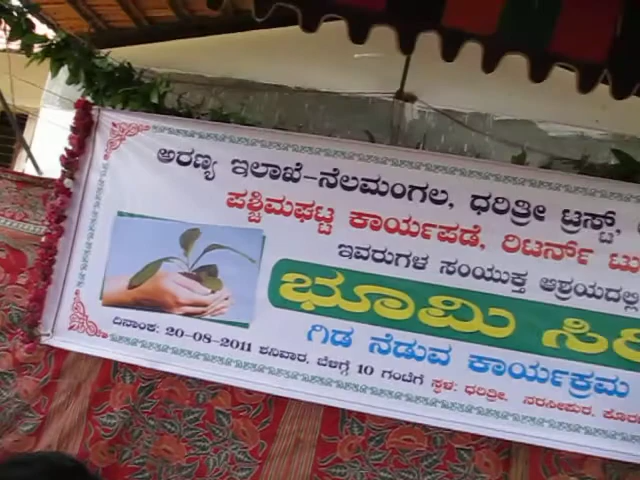 ಅರಣ್ಯ ಇಲಾಖೆ-ನೆಲಮಂಗಲ, ಧರಿತ್ರೀ ಟ್ರಸ್ಟ್,
ಪಶ್ಚಿಮಘಟ್ಟ ಕಾರ್ಯಪಡೆ, ರಿಟರ್ನ್ ಟು
ಇವರುಗಳ ಸಂಯುಕ್ತ ಆಶ್ರಯದಲ್ಲಿ
ಭೂಮಿ
ಗಿಡ ನೆಡುವ ಕಾರ್ಯಕ್ರಮ
ದಿನಾಂಕ: 20-08-2011 ಶನಿವಾರ, ಬೆಳಿಗ್ಗೆ 10 ಗಂಟೆಗೆ ಸ್ಥಳ: ಧರಿತ್ರೀ,